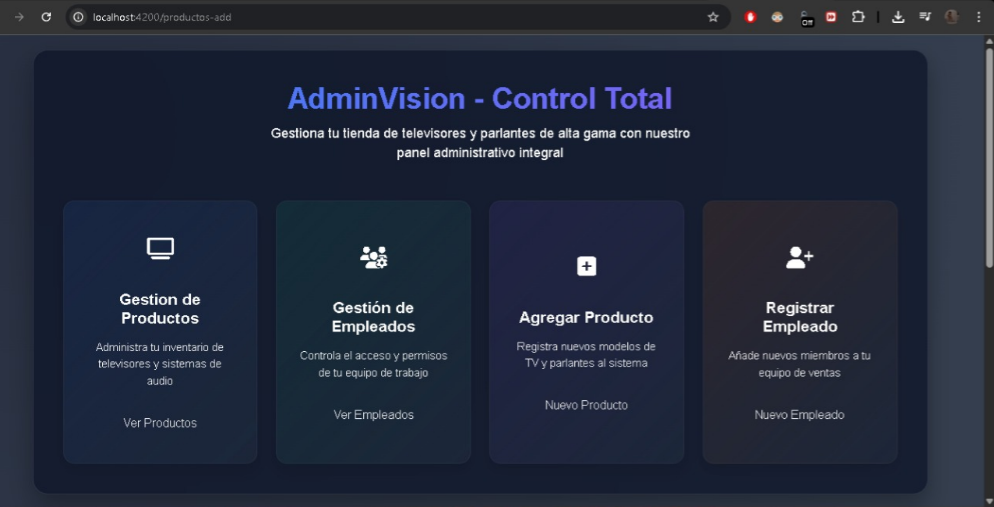 localhost:4200/productos-add
Off
AdminVision - Control Total
Gestiona tu tienda de televisores y parlantes de alta gama con nuestro
panel administrativo integral
Gestion de
Productos
Administra tu inventario de
televisores y sistemas de
audio
Ver Productos
Gestión de
Empleados
Controla el acceso y permisos
de tu equipo de trabajo
Ver Empleados
Agregar Producto
Registra nuevos modelos de
TV y parlantes al sistema
Nuevo Producto
Registrar
Empleado
Añade nuevos miembros a tu
equipo de ventas
Nuevo Empleado